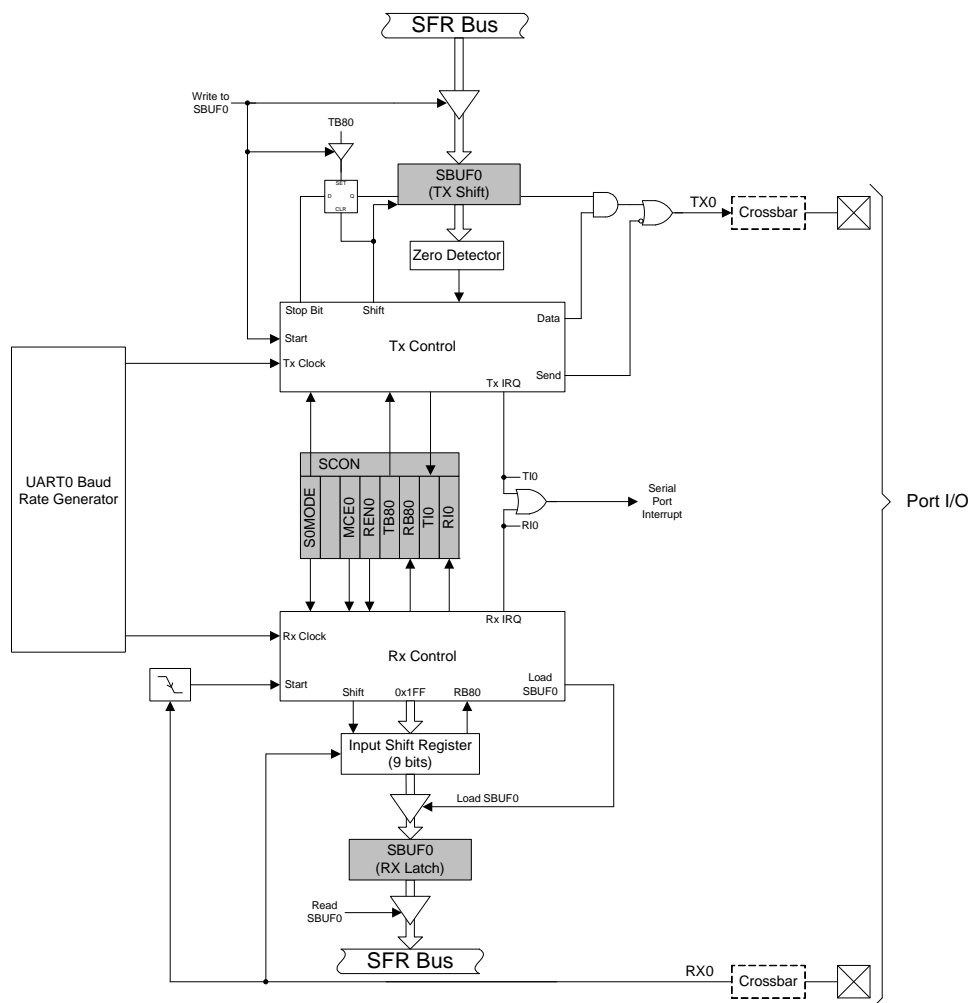 SFR Bus
Write to
SBUF0
TB80
SET
D
Q
CLR
SBUF0
(TX Shift)
TX0
Crossbar
Zero Detector
Stop Bit
Shift
Data
Start
Tx Control
Tx Clock
Send
Tx IRQ
UART0 Baud
Rate Generator
SCON
S0MODE
MCE0
REN0
TB80
RB80
TI0
RI0
TI0
Serial
Port
Interrupt
RI0
Port I/O
Rx IRQ
Rx Clock
Rx Control
Start
Load
SBUF0
Shift
0x1FF
RB80
Input Shift Register
(9 bits)
Load SBUF0
SBUF0
(RX Latch)
Read
SBUF0
SFR Bus
RX0
Crossbar